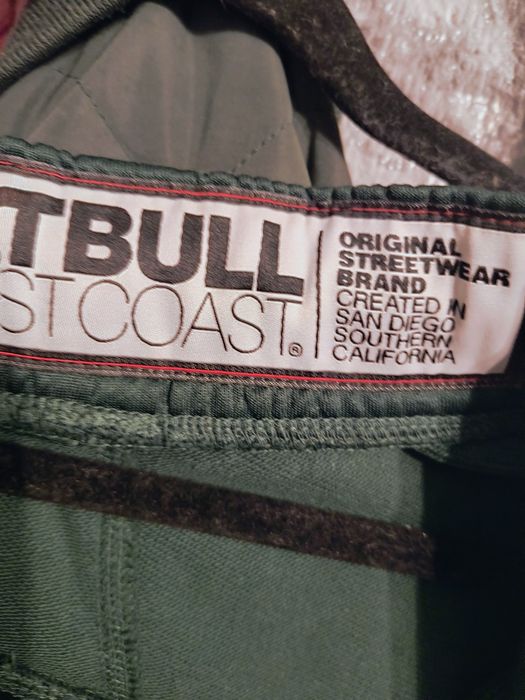 TBULL
ST COAST®
ORIGINAL
STREETWEAR
BRAND
CREATED IN
SAN DIEGO
SOUTHERN
CALIFORNIA